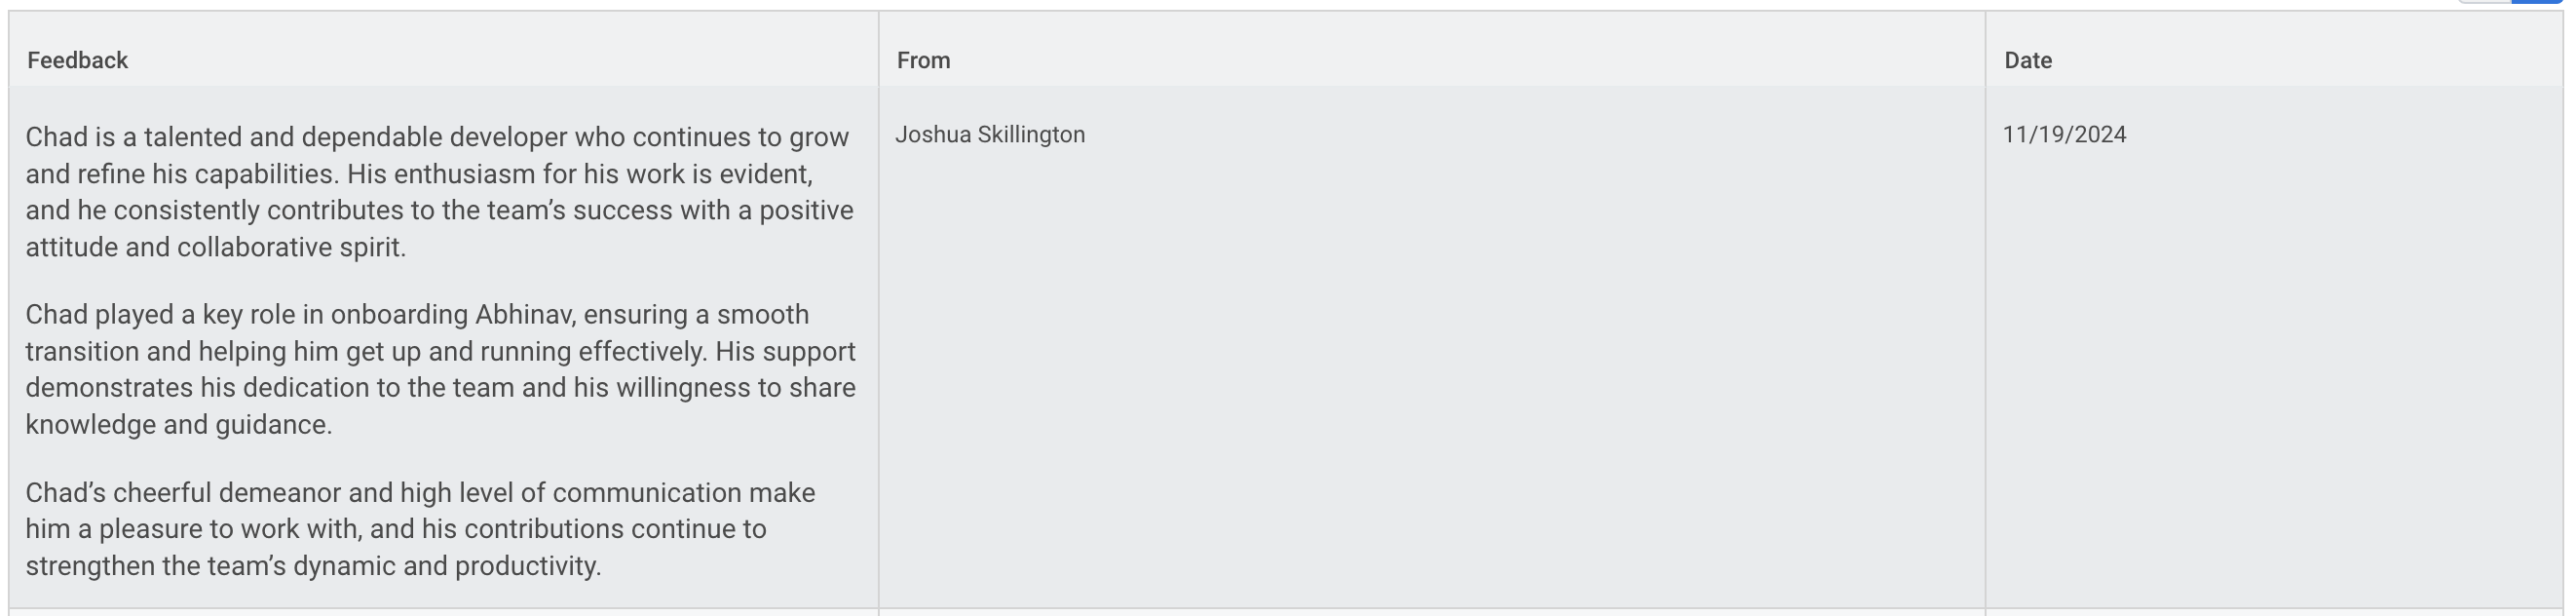 Feedback
From
Date
Chad is a talented and dependable developer who continues to grow
and refine his capabilities. His enthusiasm for his work is evident,
and he consistently contributes to the team’s success with a positive
attitude and collaborative spirit.
Chad played a key role in onboarding Abhinav, ensuring a smooth
transition and helping him get up and running effectively. His support
demonstrates his dedication to the team and his willingness to share
knowledge and guidance.
Chad’s cheerful demeanor and high level of communication make
him a pleasure to work with, and his contributions continue to
strengthen the team’s dynamic and productivity.
Joshua Skillington
11/19/2024